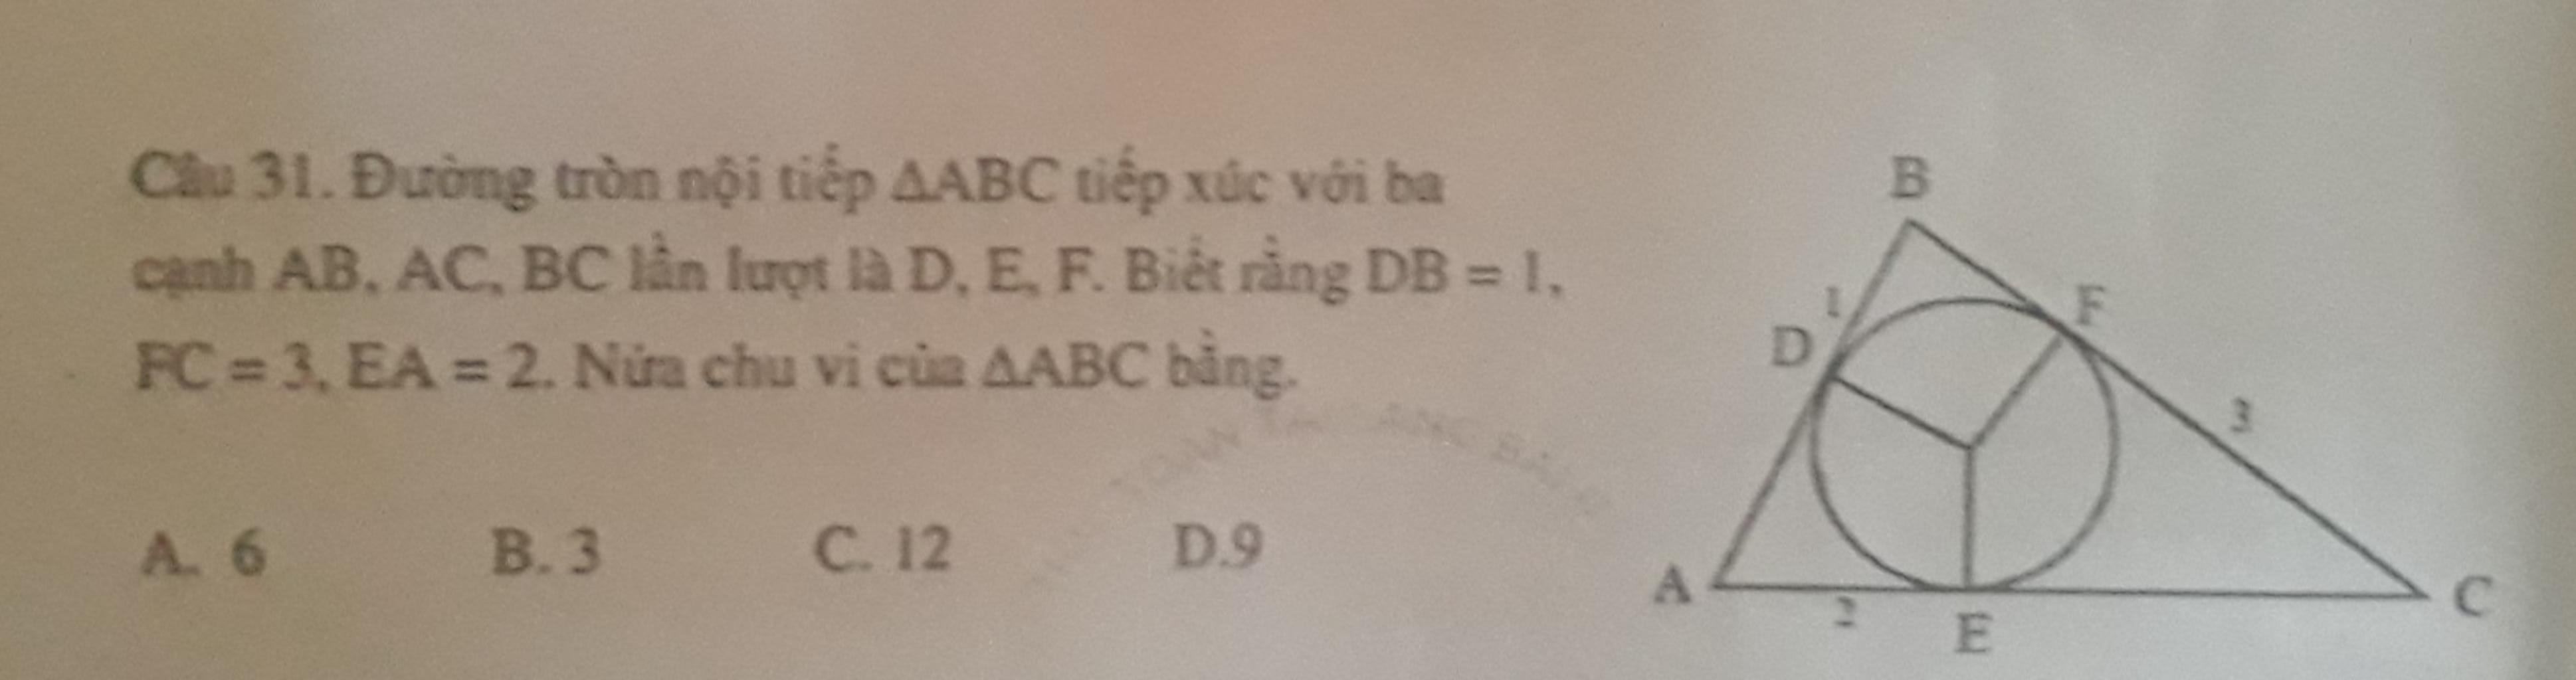 Câu 31. Đường tròn nội tiếp ΔABC tiếp xúc với ba
cạnh AB, AC, BC lần lượt là D, E, F. Biết rằng DB = 1,
FC = 3, EA = 2. Nửa chu vi của ΔABC bằng.
A. 6 B. 3 C. 12 D.9
B
1
F
D
3
A
2
E
C